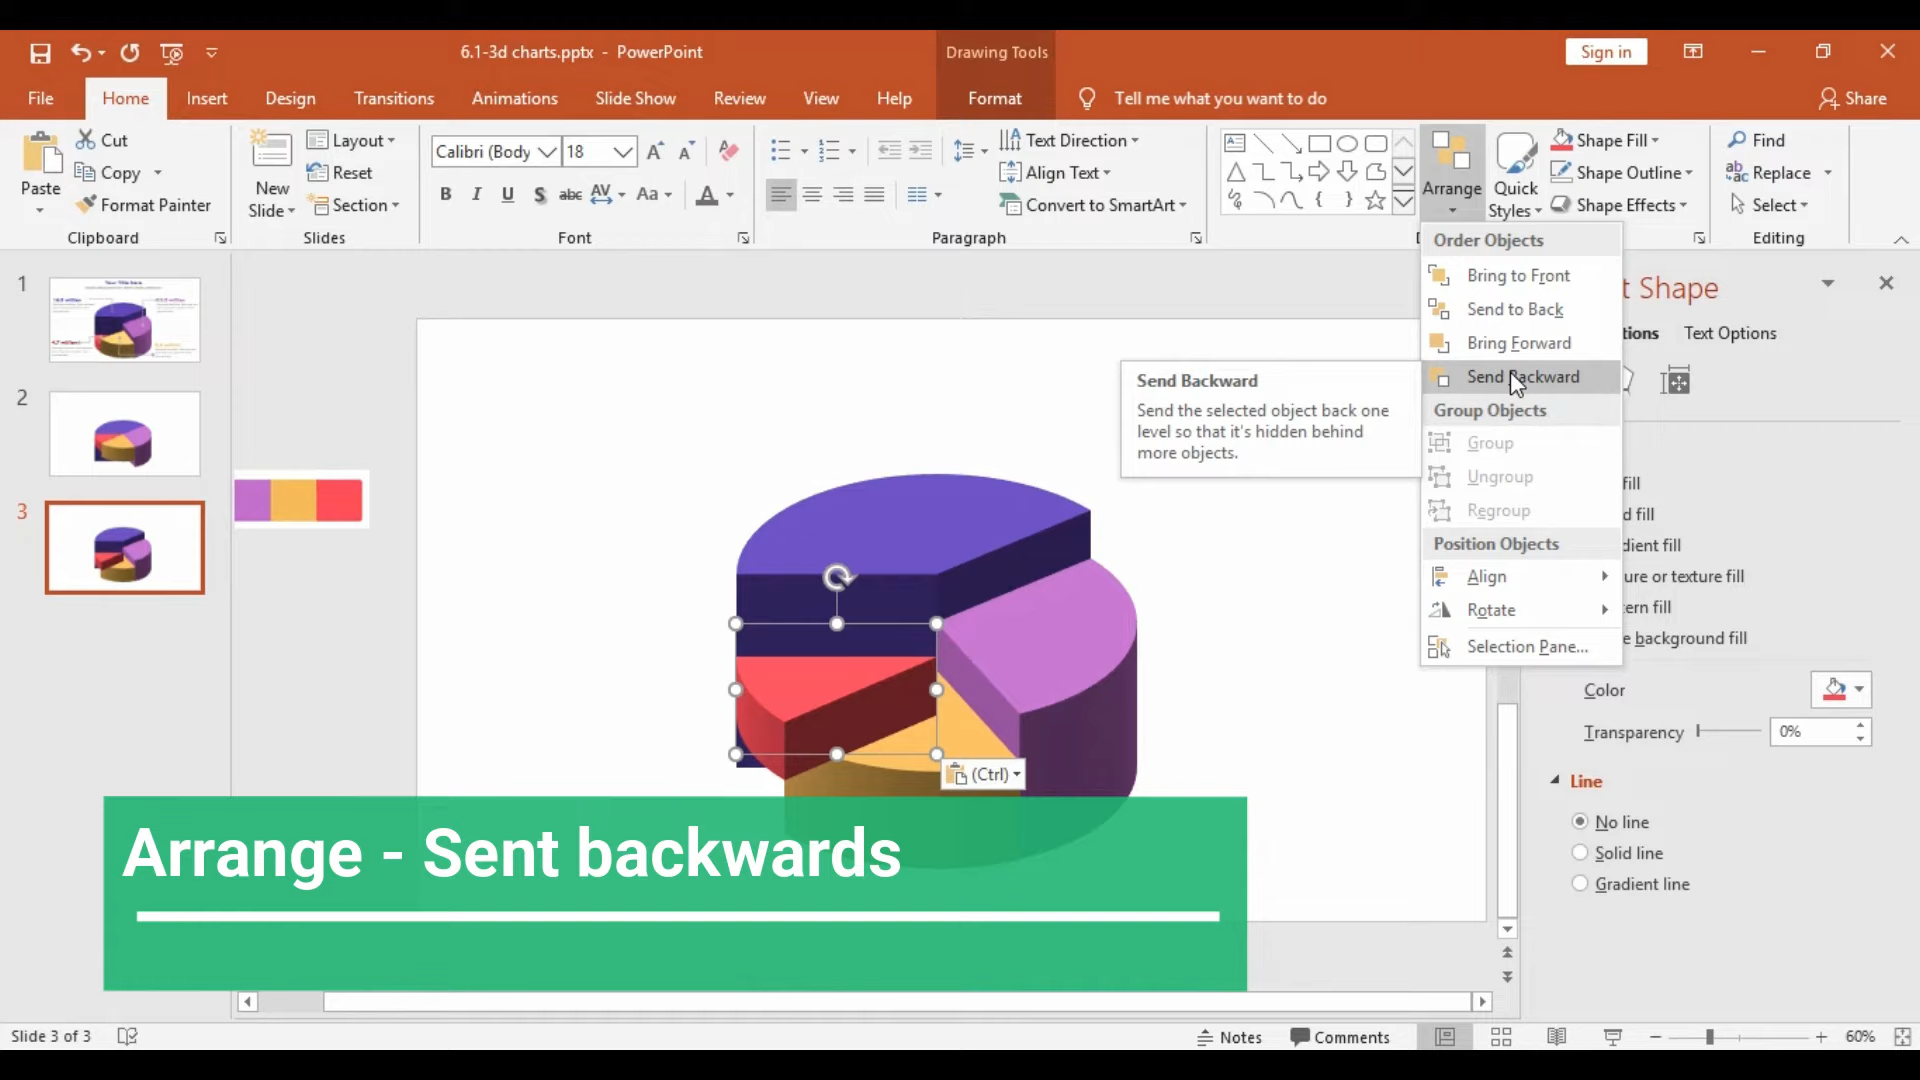 6.1-3d charts.pptx - PowerPoint
Drawing Tools
Sign in
File Home Insert Design Transitions Animations Slide Show Review View Help Format Tell me what you want to do Share
Paste
Cut
Copy
Format Painter
Clipboard
New Slide
Layout
Reset
Section
Slides
Calibri (Body 18
B I U S abc AV Aa A
Font
Text Direction
Align Text
Convert to SmartArt
Paragraph
Arrange
Quick Styles
Shape Fill
Shape Outline
Shape Effects
Find
Replace
Select
Editing
Order Objects
Bring to Front
Send to Back
Bring Forward
Send Backward
Group Objects
Group
Ungroup
Regroup
Position Objects
Align
Rotate
Selection Pane...
Send Backward
Send the selected object back one
level so that it's hidden behind
more objects.
t Shape
tions Text Options
fill
d fill
dient fill
ure or texture fill
tern fill
e background fill
Color
Transparency 0%
Line
No line
Solid line
Gradient line
1
2
3
(Ctrl)
Arrange - Sent backwards
Slide 3 of 3
Notes
Comments
60%